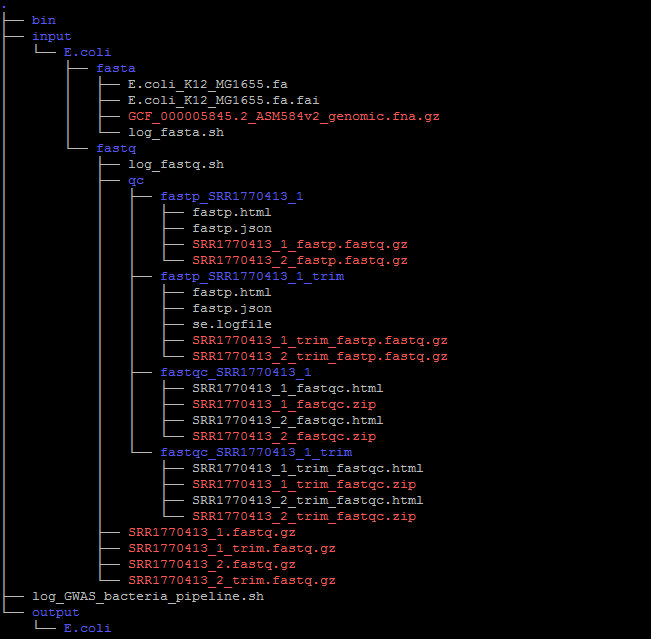 .
├── bin
├── input
│   └── E.coli
│       ├── fasta
│       │   ├── E.coli_K12_MG1655.fa
│       │   ├── E.coli_K12_MG1655.fa.fai
│       │   ├── GCF_000005845.2_ASM584v2_genomic.fna.gz
│       │   └── log_fasta.sh
│       └── fastq
│           ├── log_fastq.sh
│           ├── qc
│           │   ├── fastp_SRR1770413_1
│           │   │   ├── fastp.html
│           │   │   ├── fastp.json
│           │   │   ├── SRR1770413_1_fastp.fastq.gz
│           │   │   └── SRR1770413_2_fastp.fastq.gz
│           │   ├── fastp_SRR1770413_1_trim
│           │   │   ├── fastp.html
│           │   │   ├── fastp.json
│           │   │   ├── se.logfile
│           │   │   ├── SRR1770413_1_trim_fastp.fastq.gz
│           │   │   └── SRR1770413_2_trim_fastp.fastq.gz
│           │   ├── fastqc_SRR1770413_1
│           │   │   ├── SRR1770413_1_fastqc.html
│           │   │   ├── SRR1770413_1_fastqc.zip
│           │   │   ├── SRR1770413_2_fastqc.html
│           │   │   └── SRR1770413_2_fastqc.zip
│           │   └── fastqc_SRR1770413_1_trim
│           │       ├── SRR1770413_1_trim_fastqc.html
│           │       ├── SRR1770413_1_trim_fastqc.zip
│           │       ├── SRR1770413_2_trim_fastqc.html
│           │       └── SRR1770413_2_trim_fastqc.zip
│           ├── SRR1770413_1.fastq.gz
│           ├── SRR1770413_1_trim.fastq.gz
│           ├── SRR1770413_2.fastq.gz
│           └── SRR1770413_2_trim.fastq.gz
├── log_GWAS_bacteria_pipeline.sh
└── output
    └── E.coli